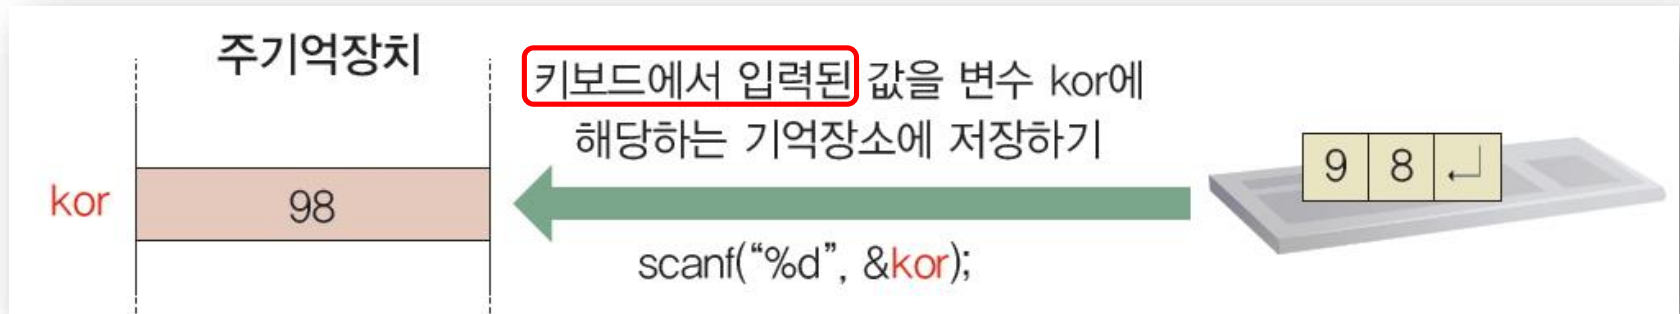 주기억장치
키보드에서 입력된 값을 변수 kor에
해당하는 기억장소에 저장하기
9 8 ↵
kor
98
scanf(“%d”, &kor);